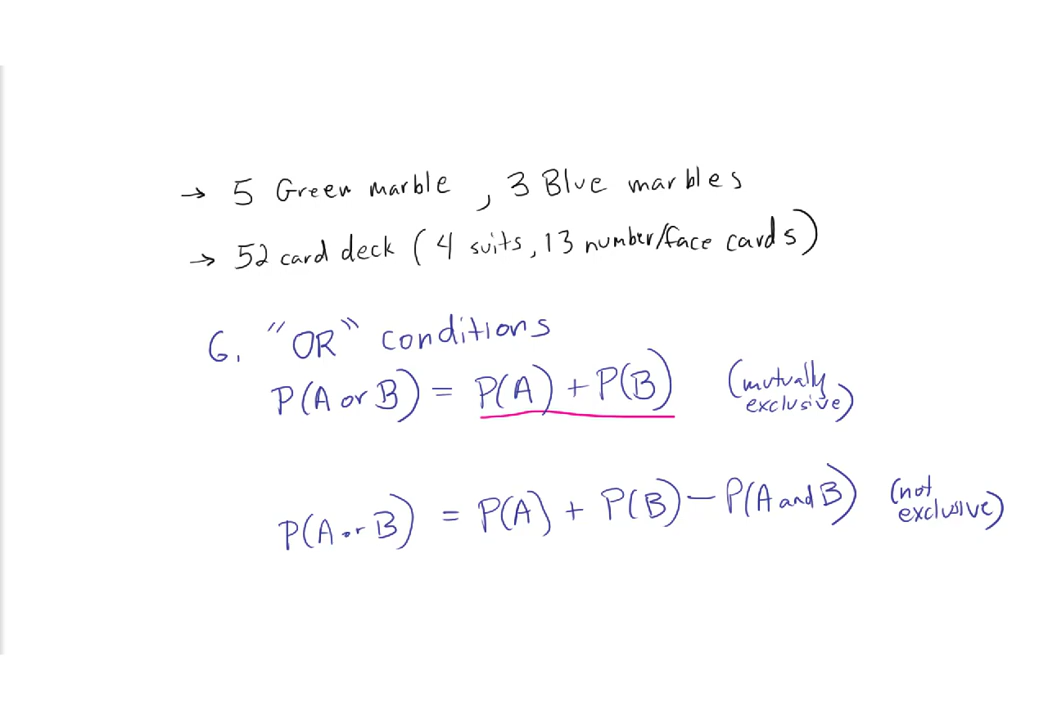 → 5 Green marble, 3 Blue marbles
→ 52 card deck (4 suits, 13 number/face cards)
6. "OR" conditions
P(A or B) = P(A) + P(B) (mutually exclusive)
P(A or B) = P(A) + P(B) - P(A and B) (not exclusive)